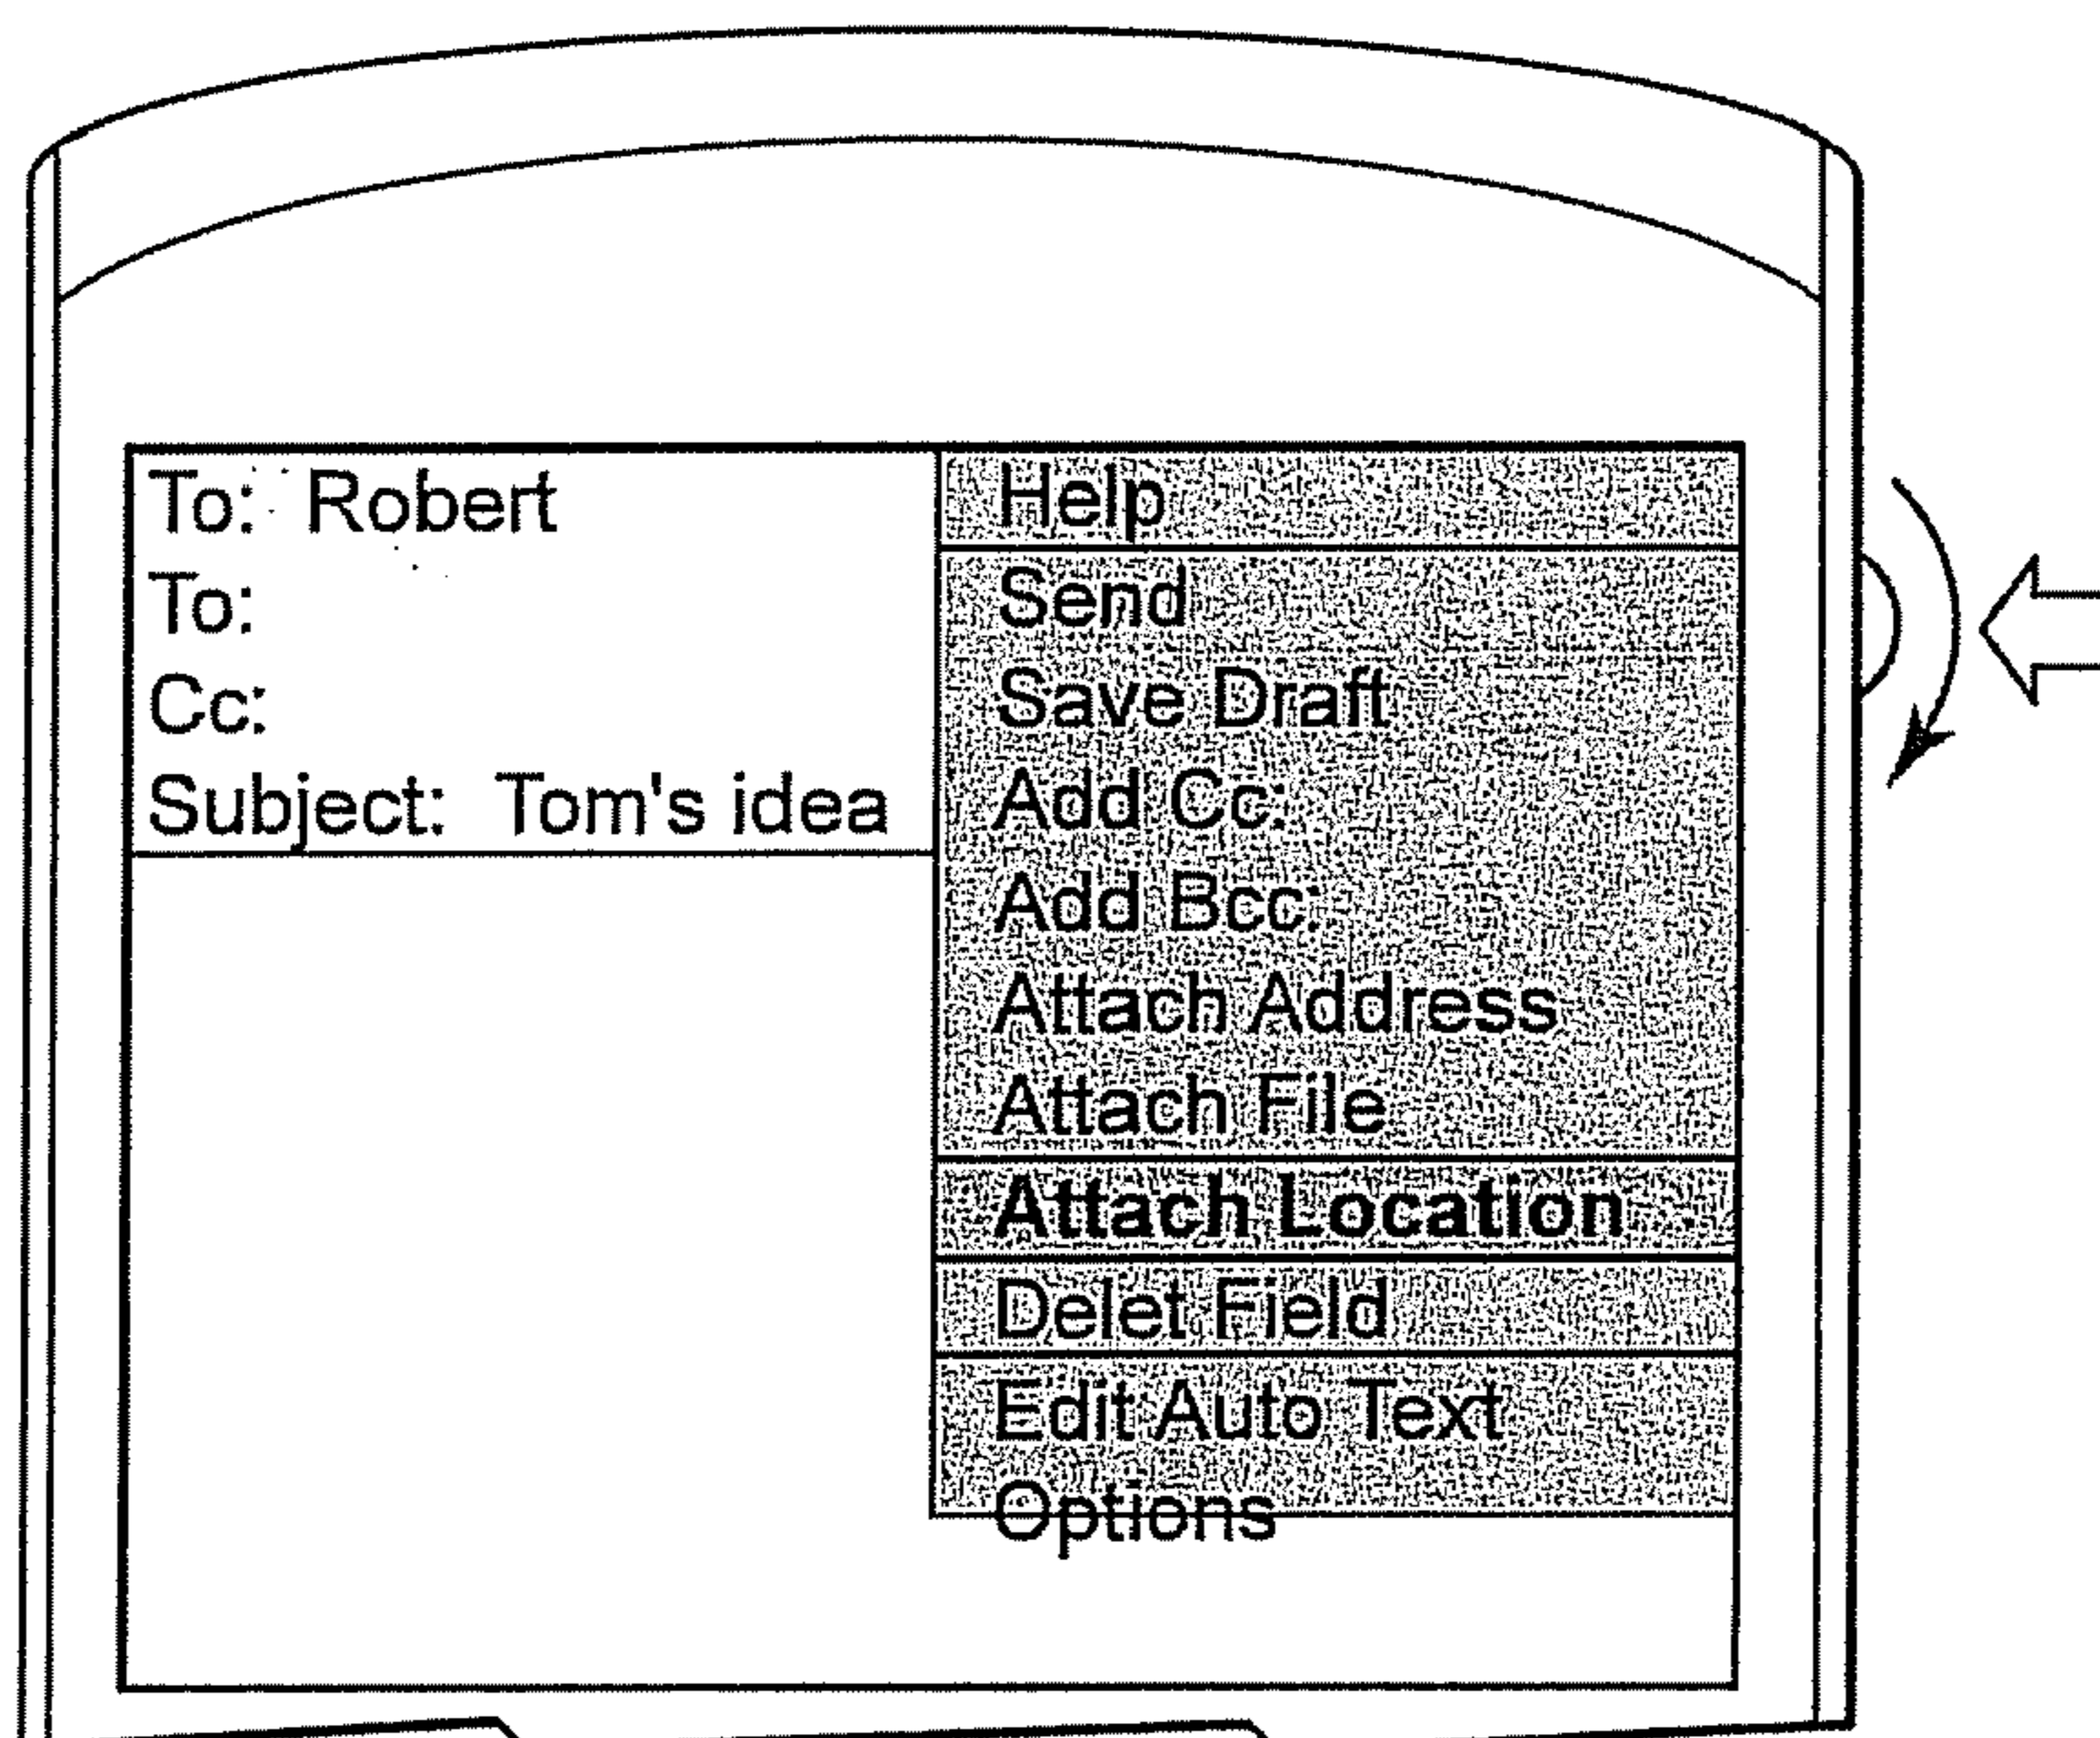 To: Robert
To:
Cc:
Subject: Tom's idea
Help
Send
Save Draft
Add Cc:
Add Bcc:
Attach Address
Attach File
Attach Location
Delet Field
Edit Auto Text
Options